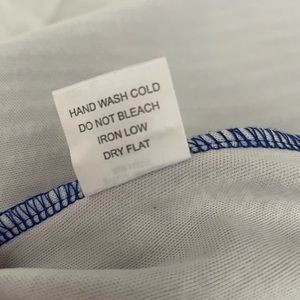 HAND WASH COLD
DO NOT BLEACH
IRON LOW
DRY FLAT